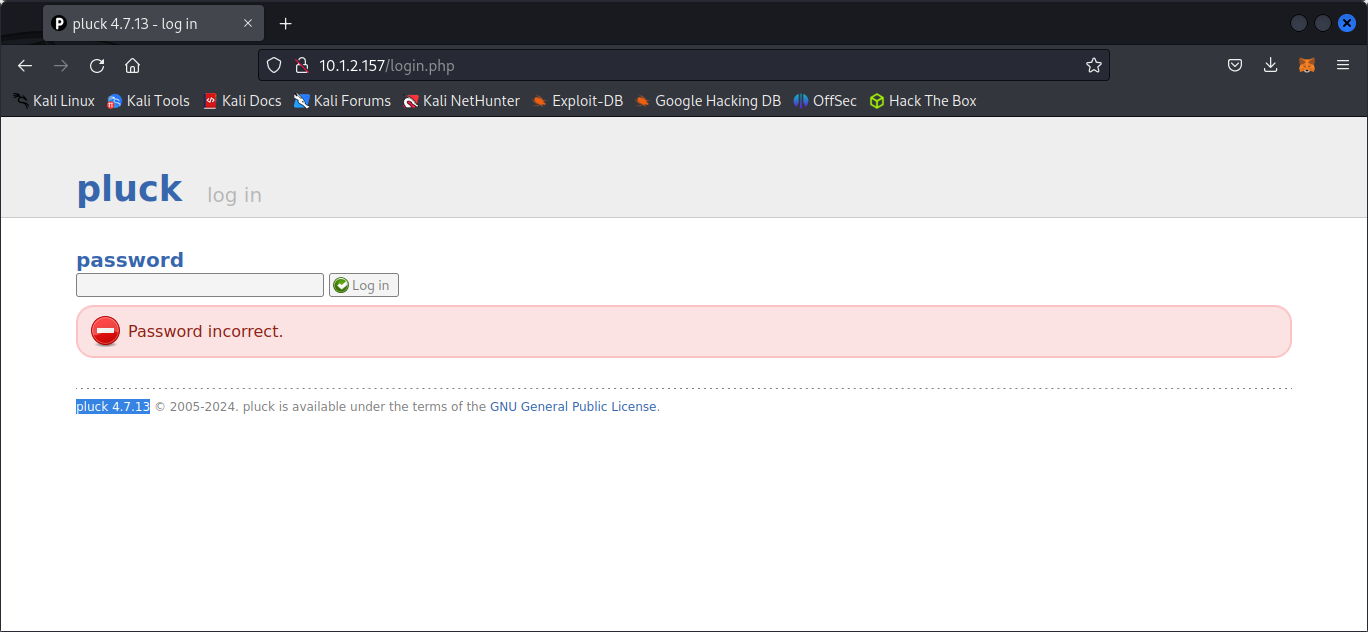 pluck 4.7.13 - log in
10.1.2.157/login.php
Kali Linux Kali Tools Kali Docs Kali Forums Kali NetHunter Exploit-DB Google Hacking DB OffSec Hack The Box
pluck log in
password
Log in
Password incorrect.
pluck 4.7.13 © 2005-2024. pluck is available under the terms of the GNU General Public License.